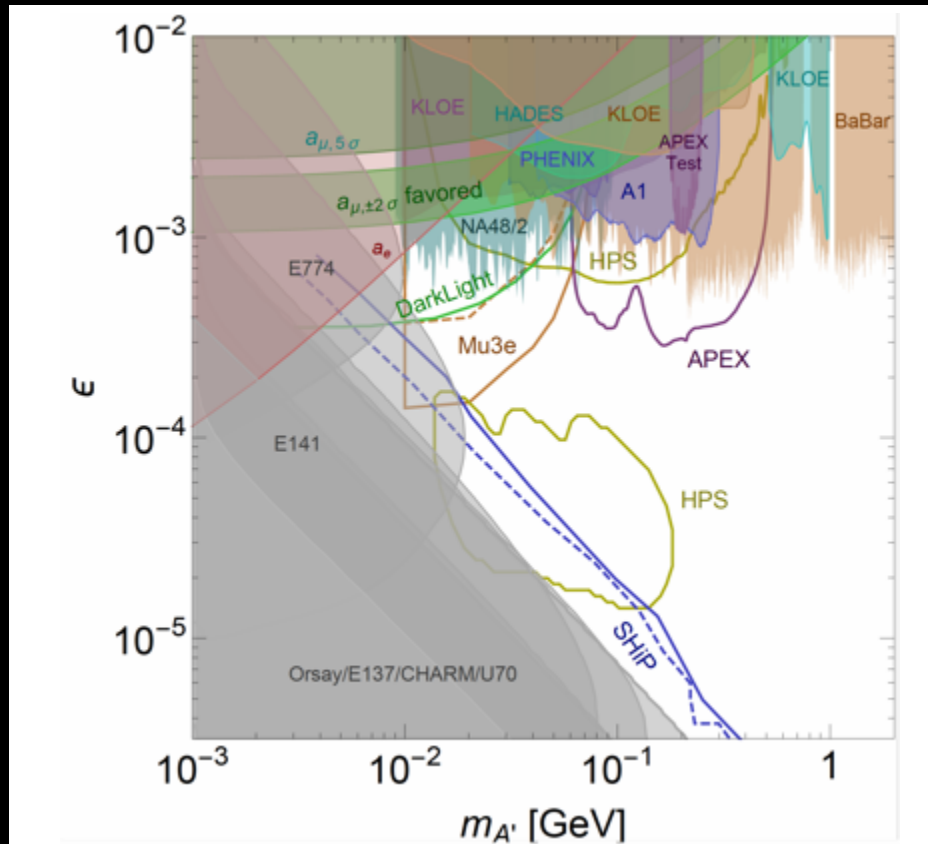 10⁻²
KLOE
HADES
KLOE
KLOE
BaBar
aμ,5σ
PHENIX
APEX
Test
aμ,±2σ favored
A1
10⁻³
ae
NA48/2
E774
HPS
DarkLight
Mu3e
APEX
ϵ
10⁻⁴
E141
HPS
10⁻⁵
SHiP
Orsay/E137/CHARM/U70
10⁻³
10⁻²
10⁻¹
1
mA' [GeV]